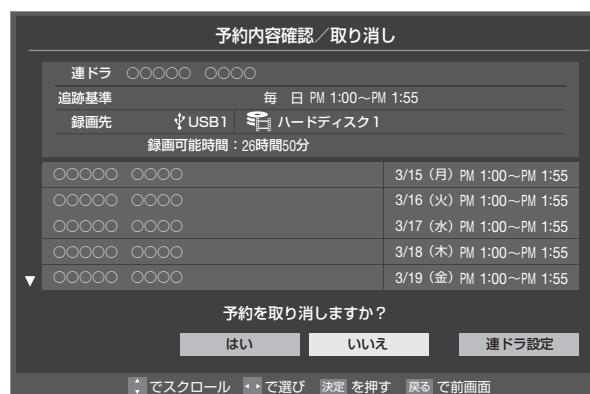 予約内容確認／取り消し
連ドラ ○○○○○ ○○○○
追跡基準 毎 日 PM 1:00～PM 1:55
録画先 USB1 ハードディスク1
録画可能時間：26時間50分
○○○○○ ○○○○ 3/15（月）PM 1:00～PM 1:55
○○○○○ ○○○○ 3/16（火）PM 1:00～PM 1:55
○○○○○ ○○○○ 3/17（水）PM 1:00～PM 1:55
○○○○○ ○○○○ 3/18（木）PM 1:00～PM 1:55
▼ ○○○○○ ○○○○ 3/19（金）PM 1:00～PM 1:55
予約を取り消しますか？
はい いいえ 連ドラ設定
でスクロール で選び 決定 を押す 戻る で前画面